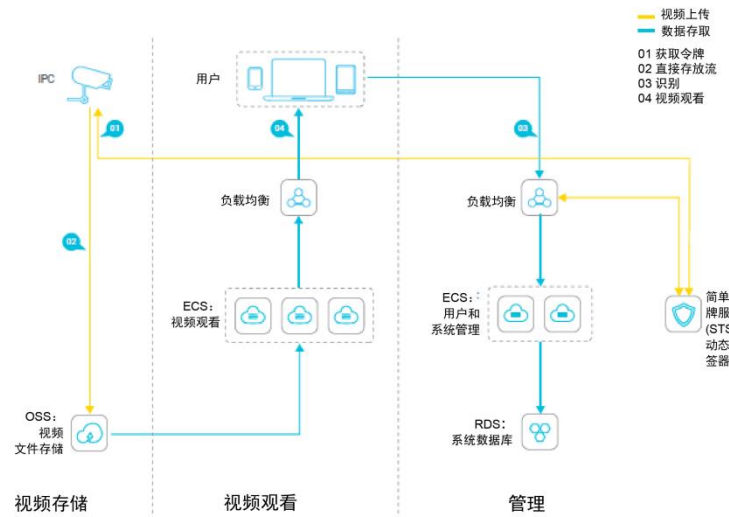 视频上传
数据存取
01 获取令牌
02 直接存放流
03 识别
04 视频观看
IPC
用户
01
04
03
负载均衡
负载均衡
02
ECS：
视频观看
ECS：
用户和
系统管理
简单
牌服
(STS
动态
签器
OSS：
视频
文件存储
RDS：
系统数据库
视频存储
视频观看
管理